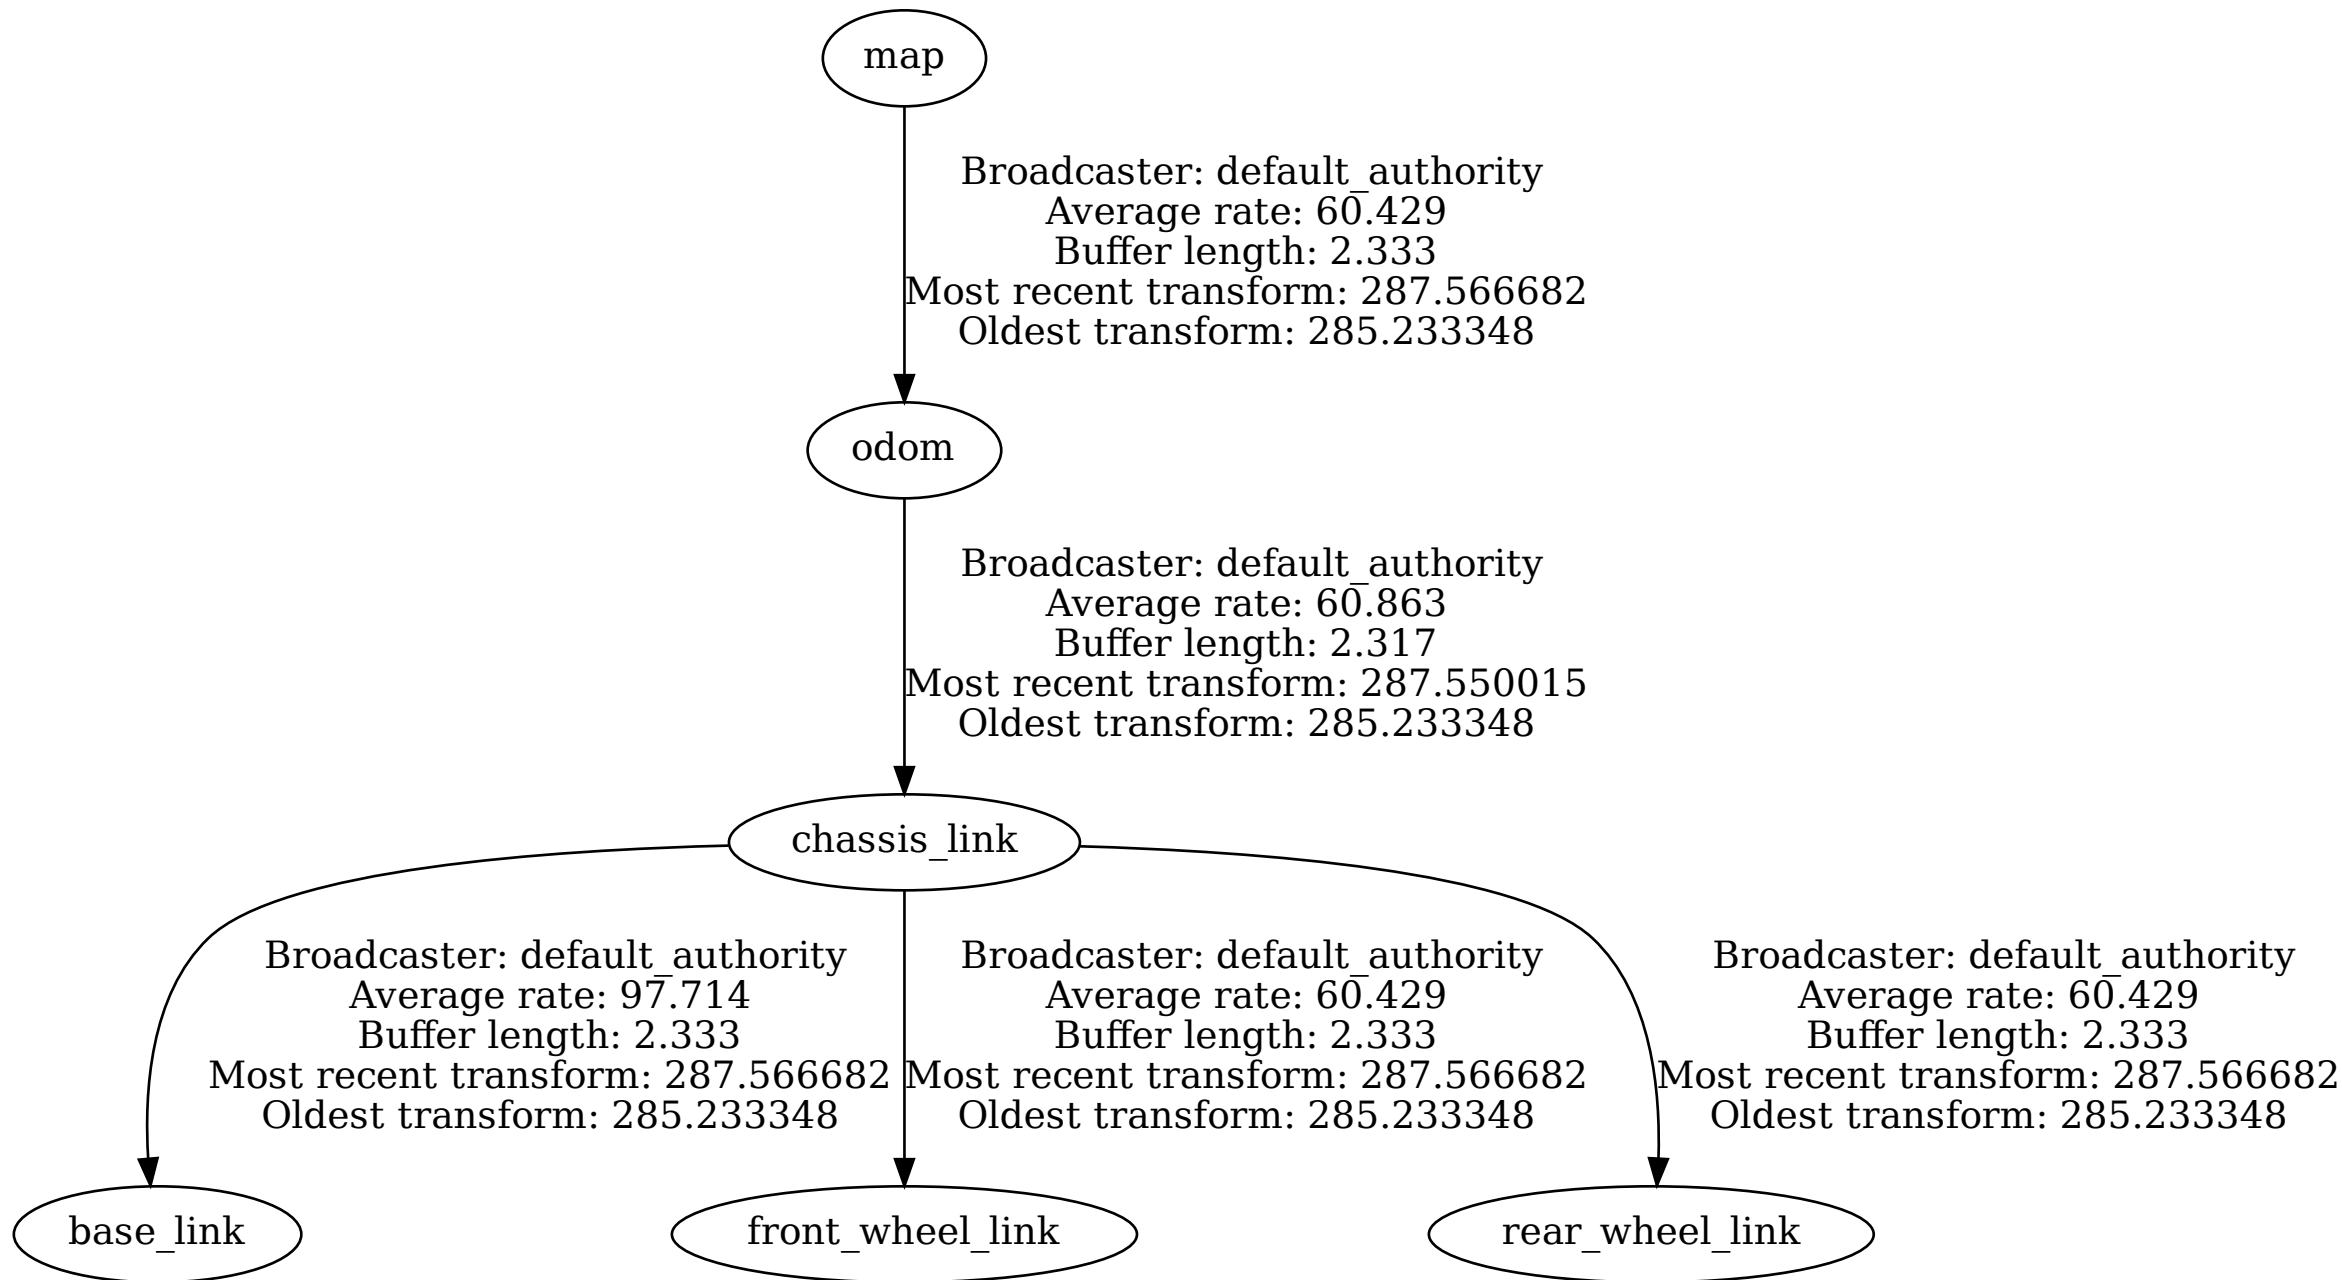 map
Broadcaster: default_authority
Average rate: 60.429
Buffer length: 2.333
Most recent transform: 287.566682
Oldest transform: 285.233348
odom
Broadcaster: default_authority
Average rate: 60.863
Buffer length: 2.317
Most recent transform: 287.550015
Oldest transform: 285.233348
chassis_link
Broadcaster: default_authority
Average rate: 97.714
Buffer length: 2.333
Most recent transform: 287.566682
Oldest transform: 285.233348
Broadcaster: default_authority
Average rate: 60.429
Buffer length: 2.333
Most recent transform: 287.566682
Oldest transform: 285.233348
Broadcaster: default_authority
Average rate: 60.429
Buffer length: 2.333
Most recent transform: 287.566682
Oldest transform: 285.233348
base_link
front_wheel_link
rear_wheel_link